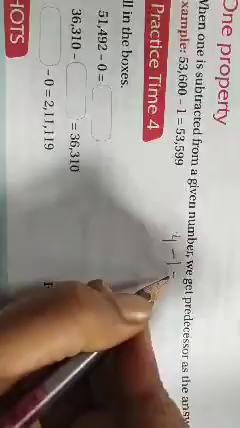 One property
When one is subtracted from a given number, we get predecessor as the answ
xample: 53,600 – 1 = 53,599
4 - 1 =
Practice Time 4
ll in the boxes.
51,492 – 0 =
36,310 – = 36,310
– 0 = 2,11,119
HOTS